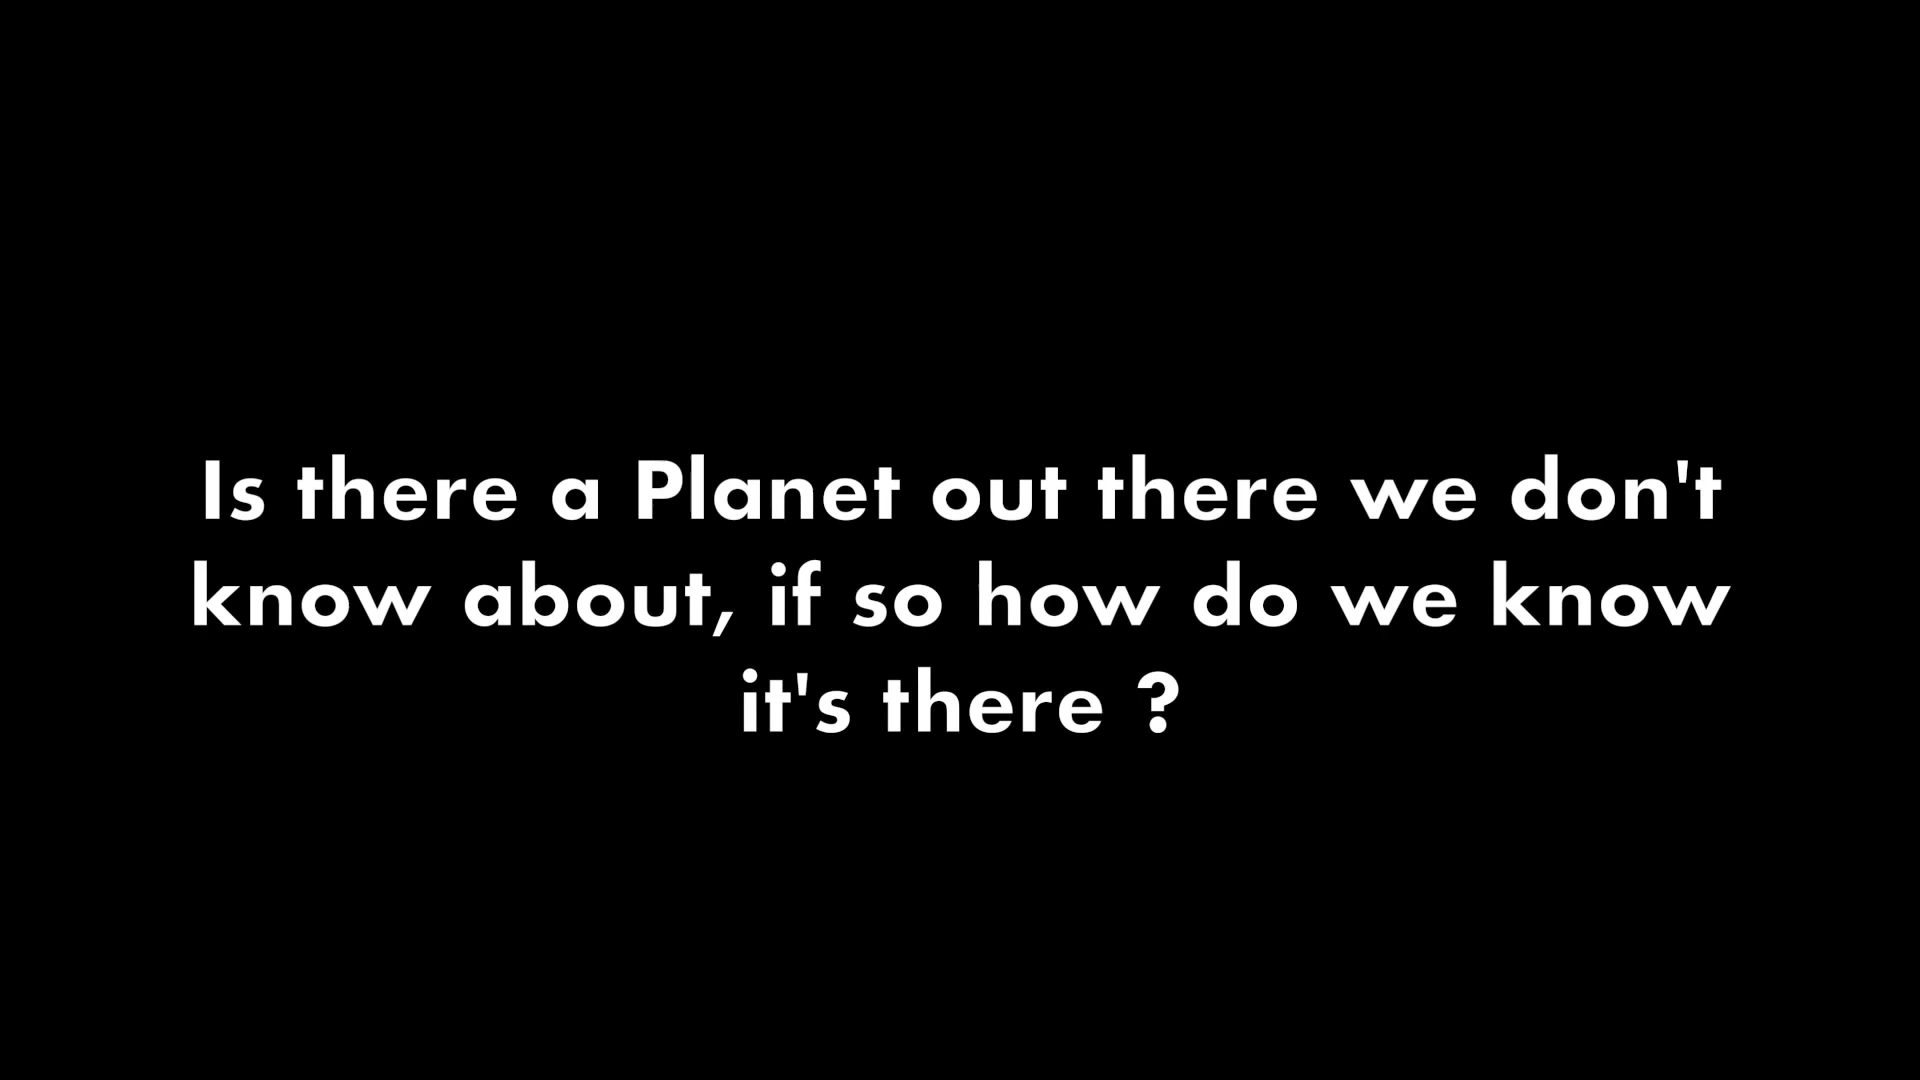 Is there a Planet out there we don't
know about, if so how do we know
it's there ?